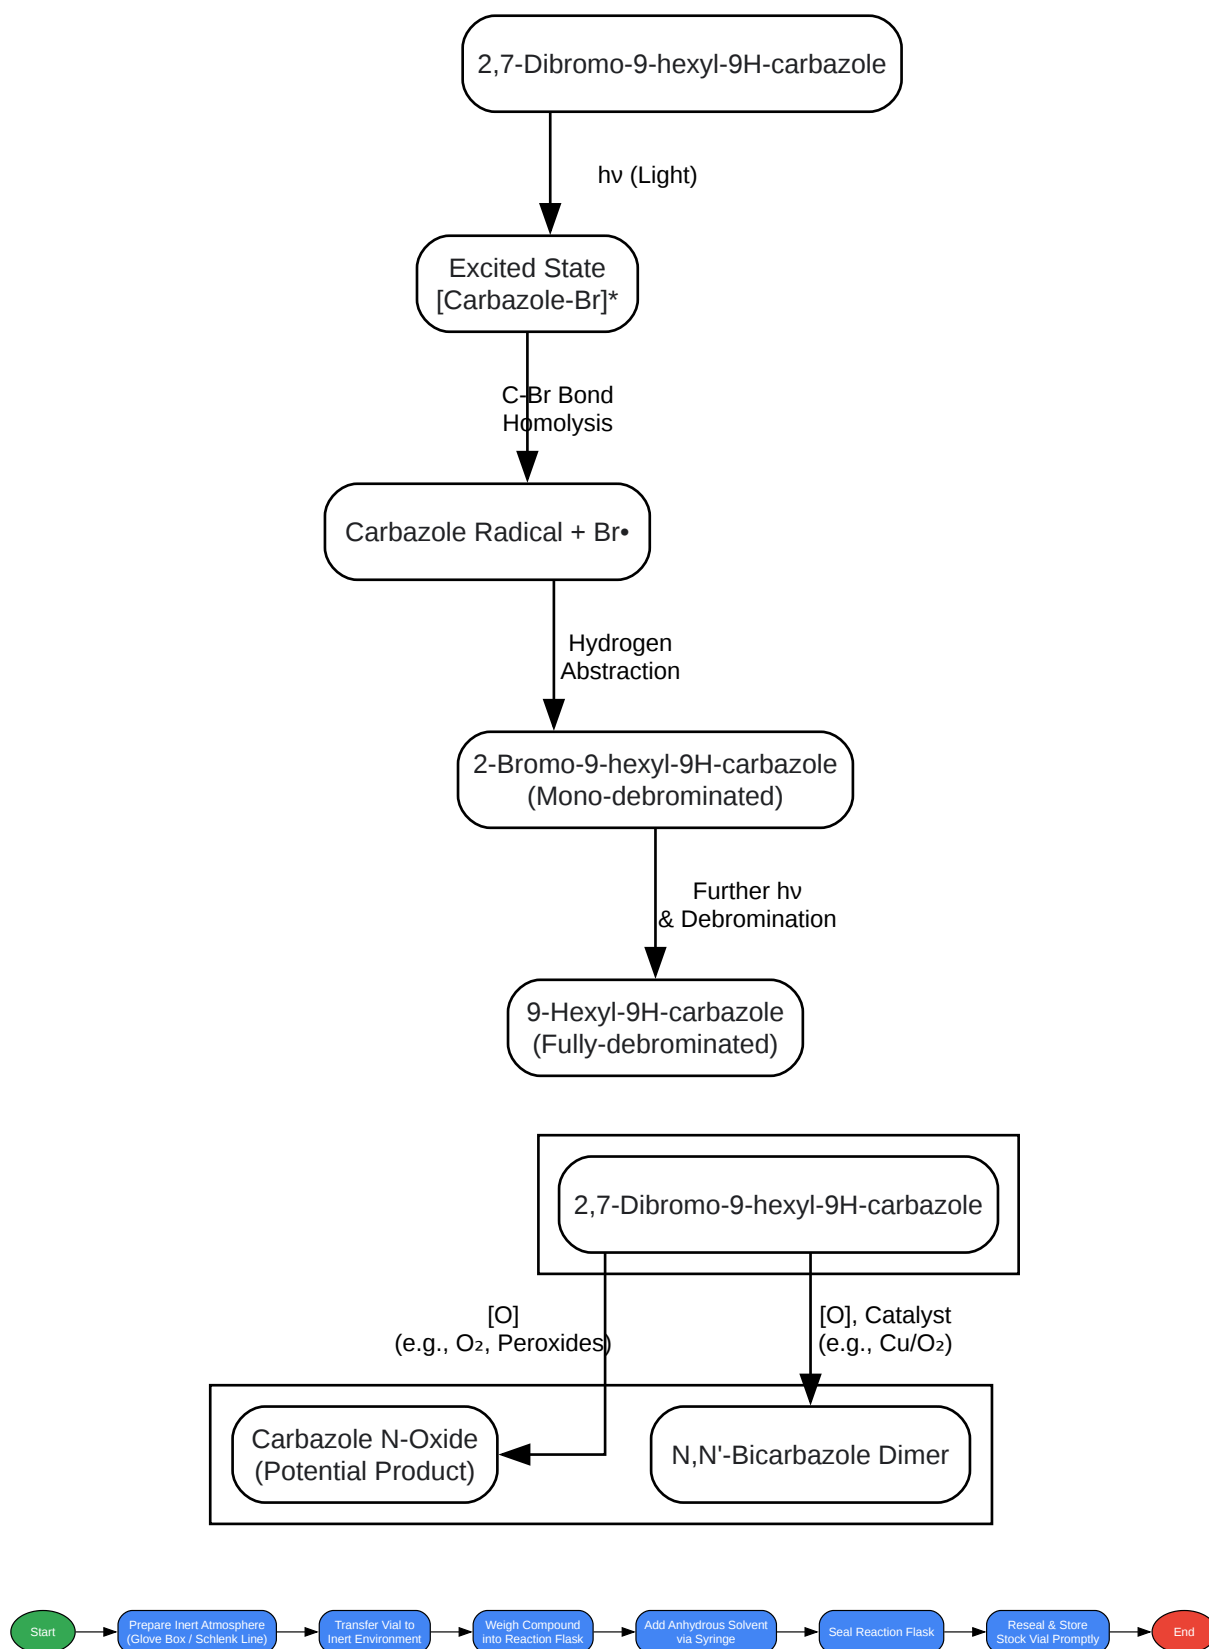 2,7-Dibromo-9-hexyl-9H-carbazole
hν (Light)
Excited State
[Carbazole-Br]*
C-Br Bond
Homolysis
Carbazole Radical + Br•
Hydrogen
Abstraction
2-Bromo-9-hexyl-9H-carbazole
(Mono-debrominated)
Further hν
& Debromination
9-Hexyl-9H-carbazole
(Fully-debrominated)
2,7-Dibromo-9-hexyl-9H-carbazole
[O]
(e.g., O₂, Peroxides)
[O], Catalyst
(e.g., Cu/O₂)
Carbazole N-Oxide
(Potential Product)
N,N'-Bicarbazole Dimer
Start
Prepare Inert Atmosphere
(Glove Box / Schlenk Line)
Transfer Vial to
Inert Environment
Weigh Compound
into Reaction Flask
Add Anhydrous Solvent
via Syringe
Seal Reaction Flask
Reseal & Store
Stock Vial Promptly
End